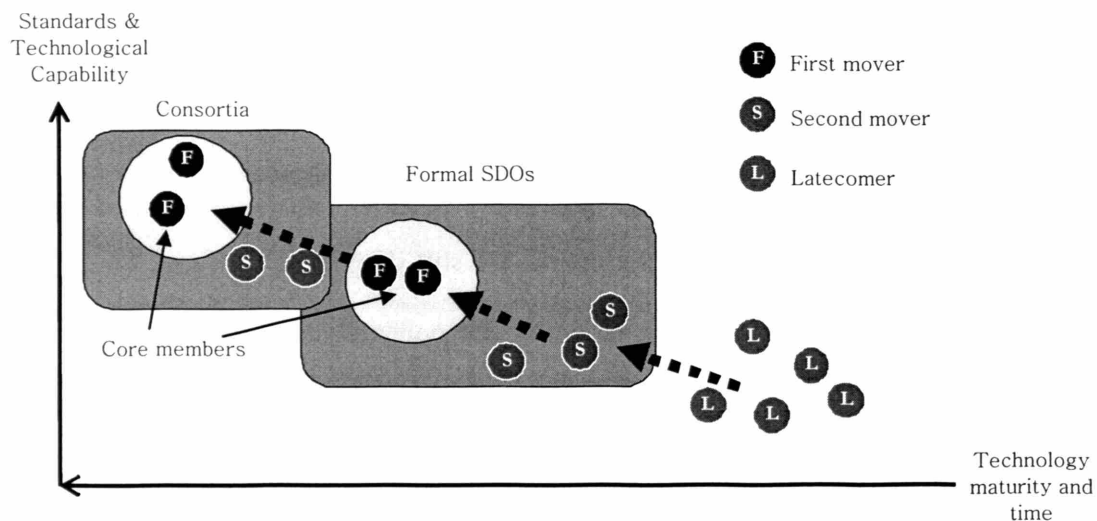 Standards &
Technological
Capability
Consortia
F
F
S
S
Formal SDOs
F
F
S
S
S
Core members
F First mover
S Second mover
L Latecomer
L
L
L
L
L
Technology
maturity and
time